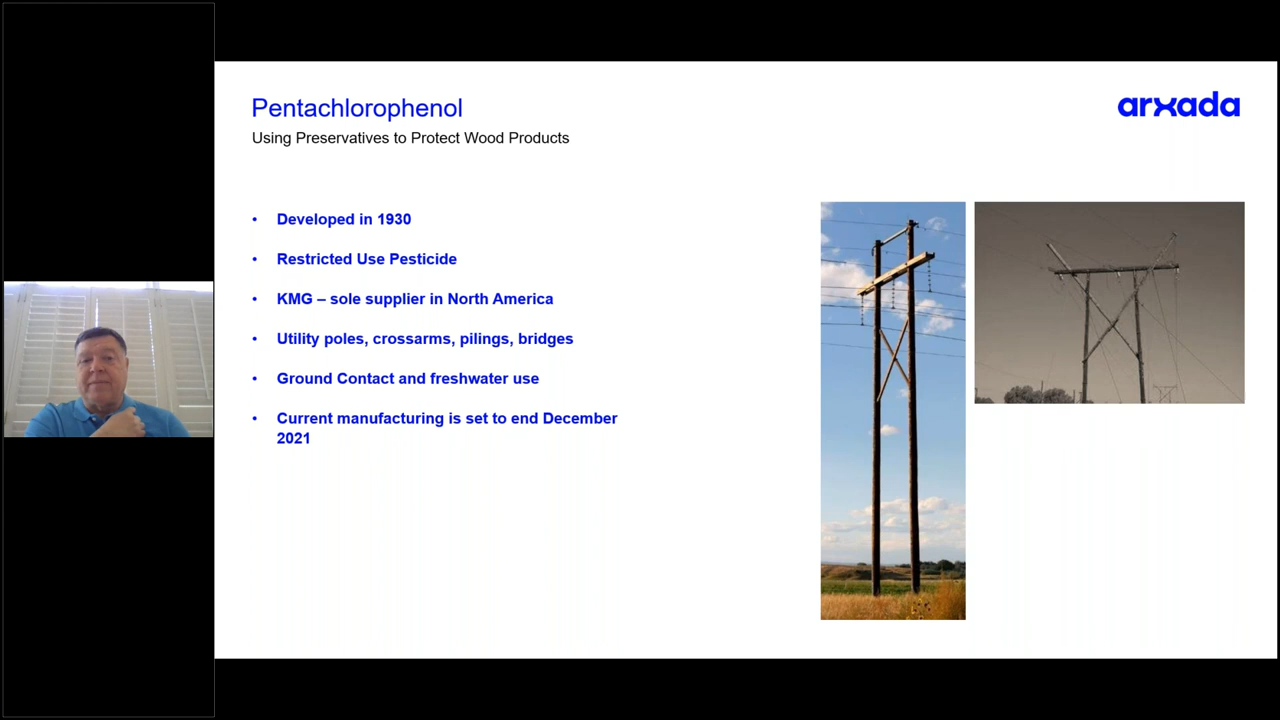 Pentachlorophenol
arxada
Using Preservatives to Protect Wood Products
• Developed in 1930
• Restricted Use Pesticide
• KMG – sole supplier in North America
• Utility poles, crossarms, pilings, bridges
• Ground Contact and freshwater use
• Current manufacturing is set to end December
2021